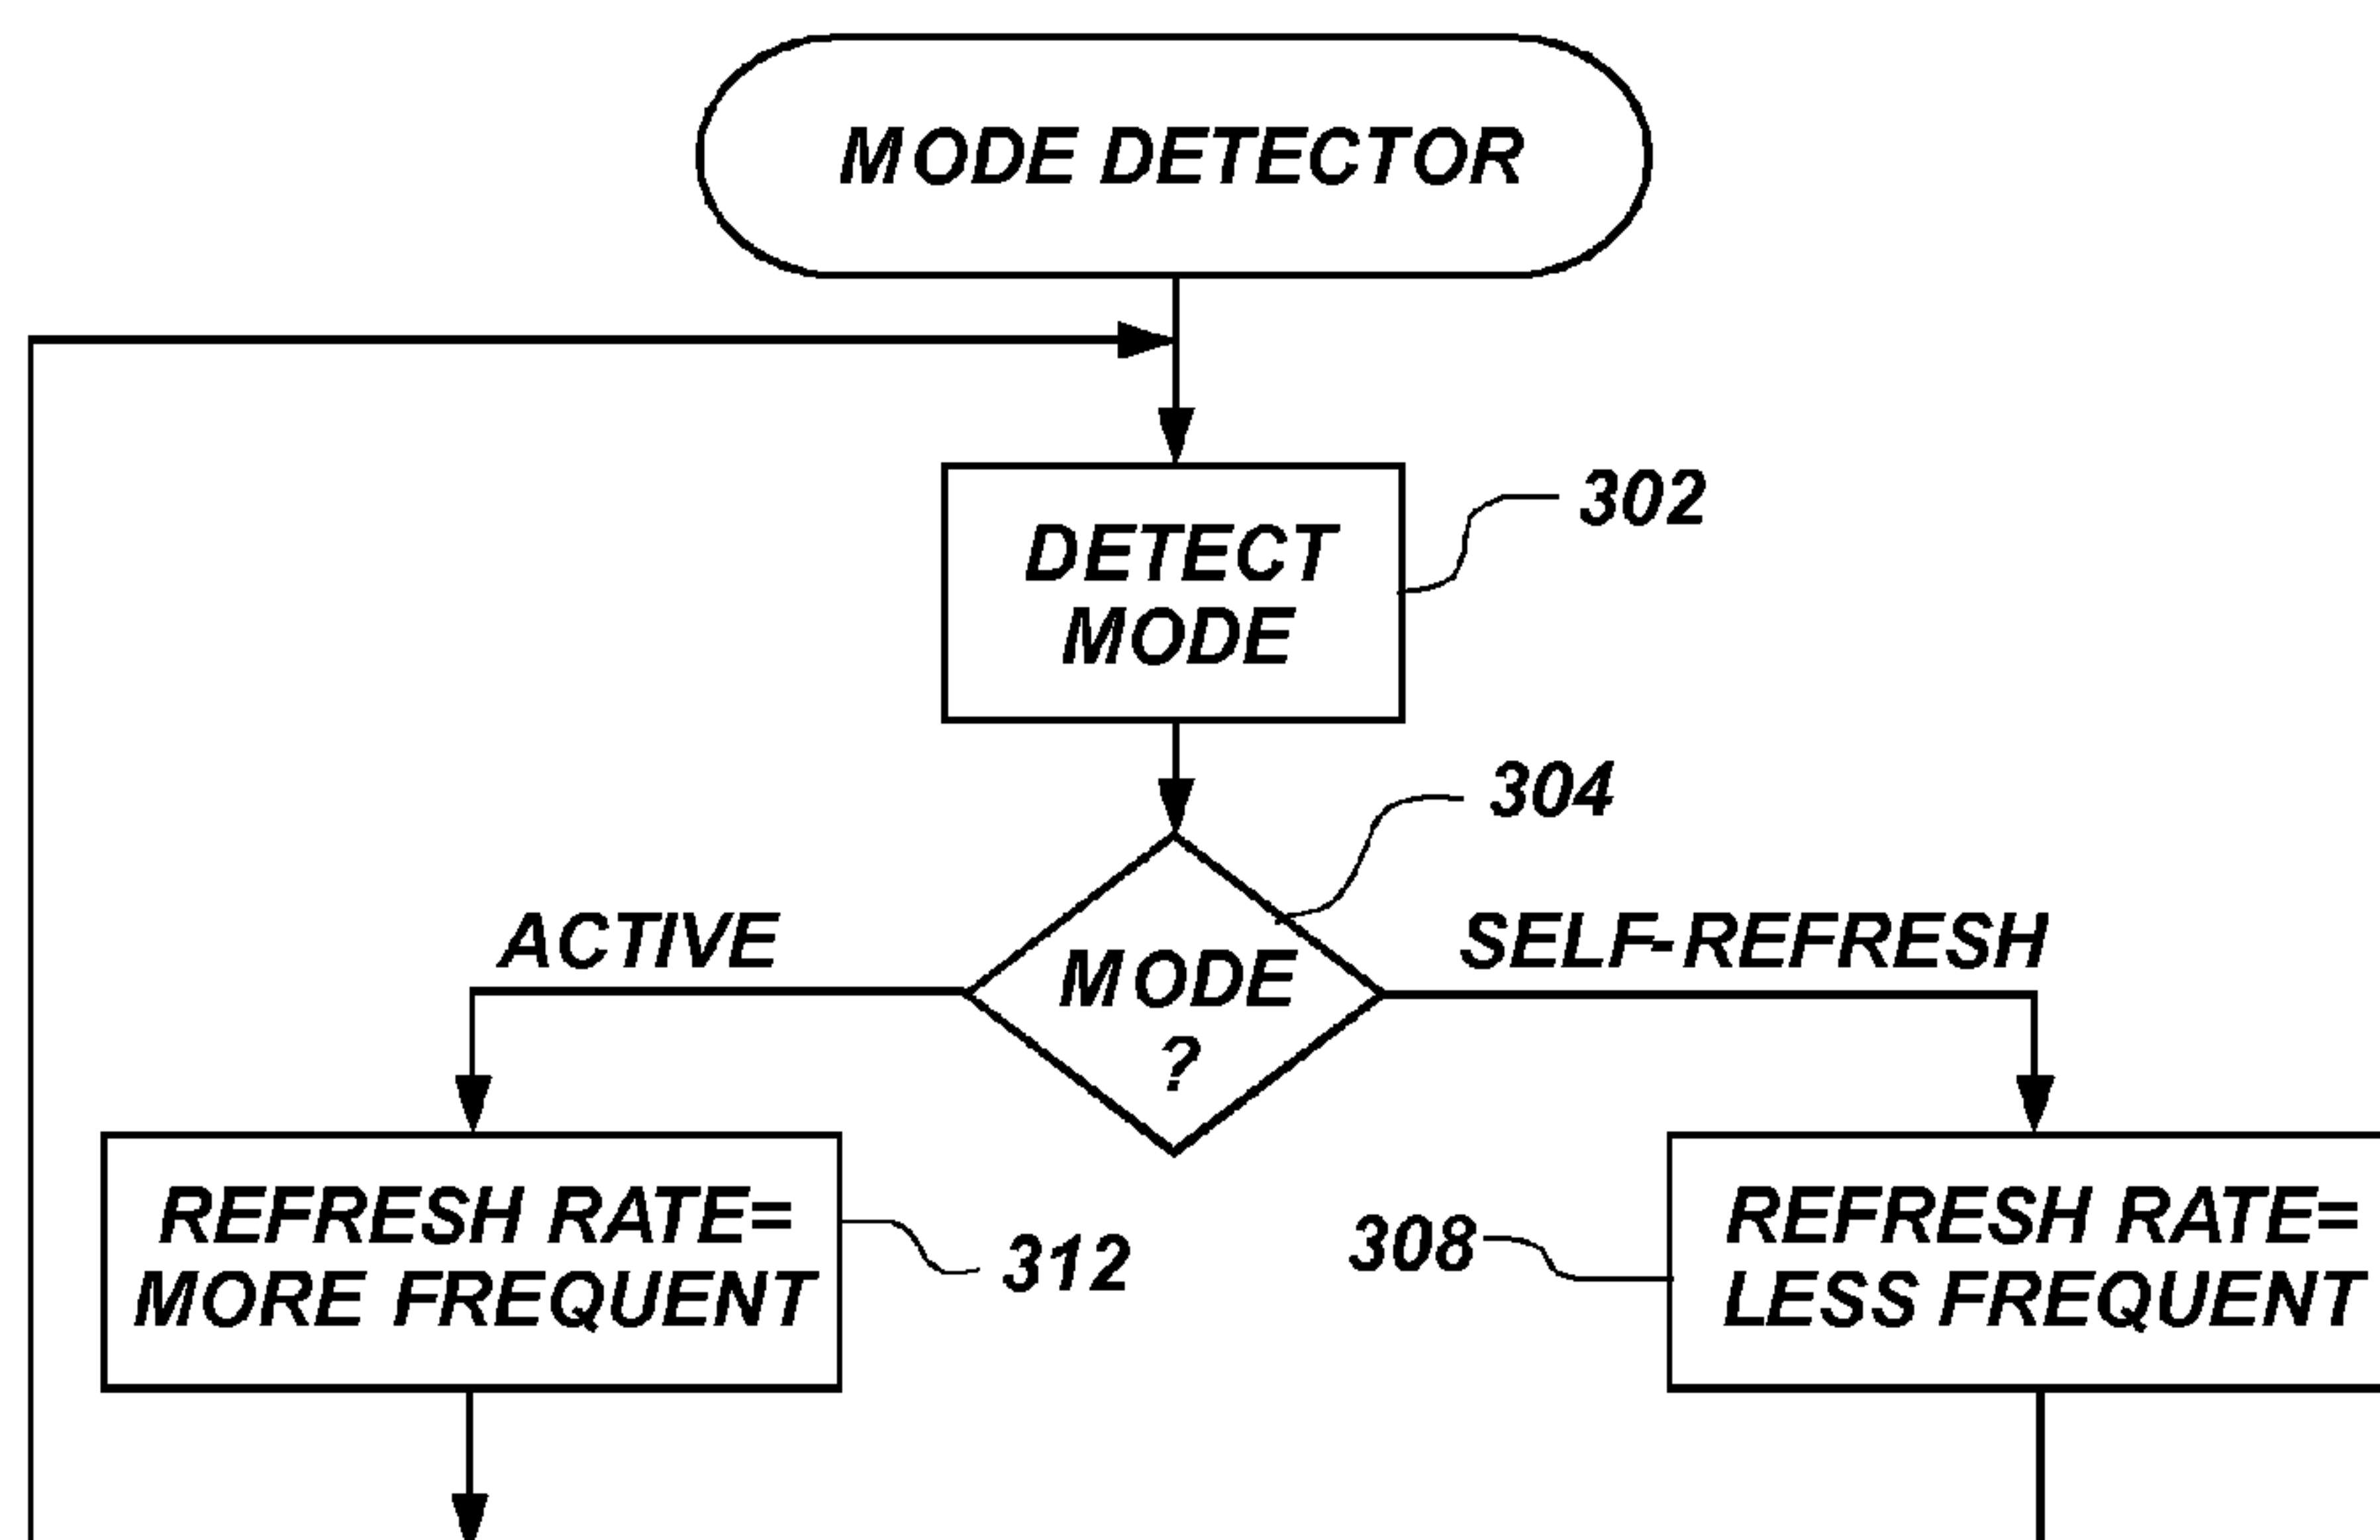 MODE DETECTOR
DETECT
MODE
302
304
ACTIVE
MODE
?
SELF-REFRESH
REFRESH RATE=
MORE FREQUENT
312
308
REFRESH RATE=
LESS FREQUENT